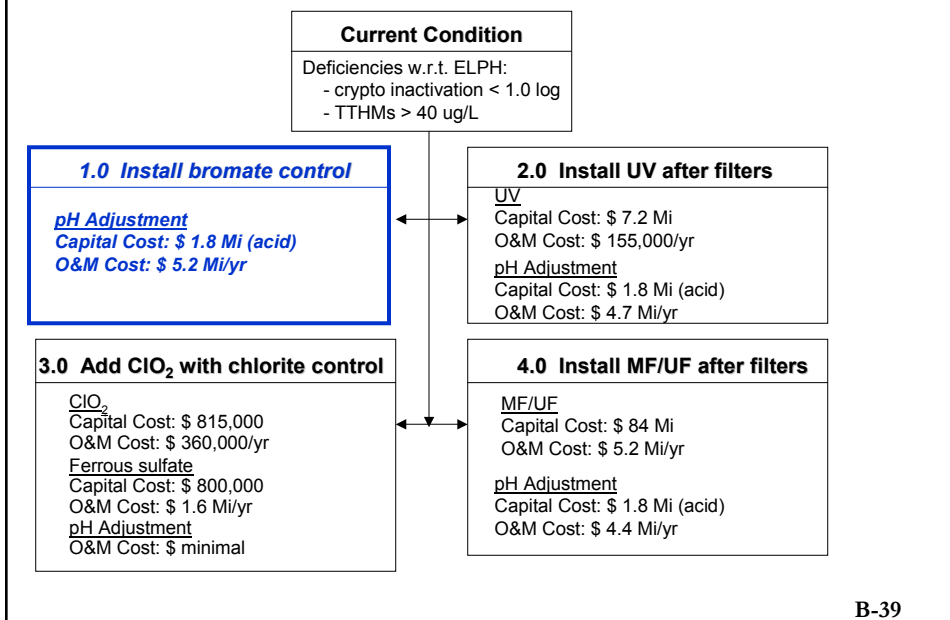 Current Condition
Deficiencies w.r.t. ELPH:
- crypto inactivation < 1.0 log
- TTHMs > 40 ug/L
1.0 Install bromate control
pH Adjustment
Capital Cost: $ 1.8 Mi (acid)
O&M Cost: $ 5.2 Mi/yr
2.0 Install UV after filters
UV
Capital Cost: $ 7.2 Mi
O&M Cost: $ 155,000/yr
pH Adjustment
Capital Cost: $ 1.8 Mi (acid)
O&M Cost: $ 4.7 Mi/yr
3.0 Add ClO₂ with chlorite control
ClO₂
Capital Cost: $ 815,000
O&M Cost: $ 360,000/yr
Ferrous sulfate
Capital Cost: $ 800,000
O&M Cost: $ 1.6 Mi/yr
pH Adjustment
O&M Cost: $ minimal
4.0 Install MF/UF after filters
MF/UF
Capital Cost: $ 84 Mi
O&M Cost: $ 5.2 Mi/yr
pH Adjustment
Capital Cost: $ 1.8 Mi (acid)
O&M Cost: $ 4.4 Mi/yr
B-39